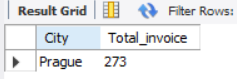 Result Grid Filter Rows:
City Total_invoice
Prague 273